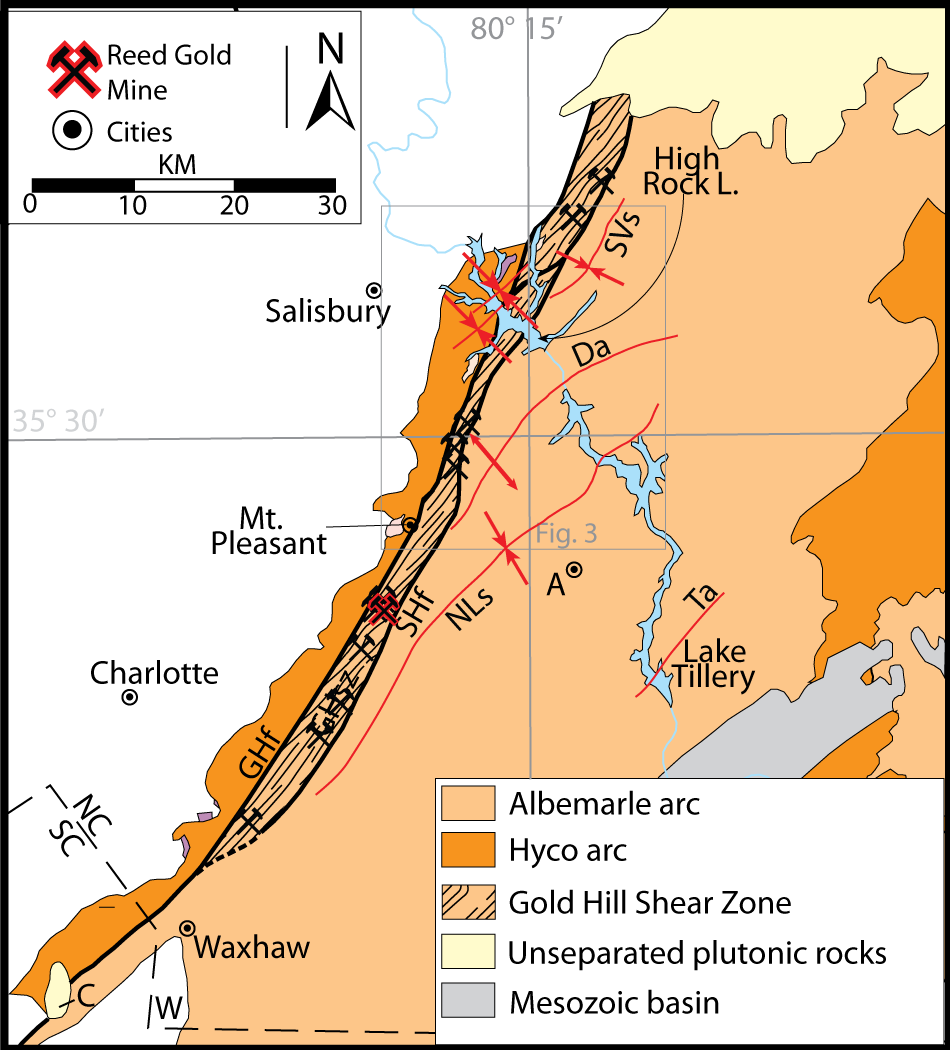 80° 15’
Reed Gold
Mine
N
Cities
KM
0 10 20 30
High
Rock L.
SVs
Salisbury
Da
35° 30’
Mt.
Pleasant
Fig. 3
A
SHf
NLs
Ta
Lake
Tillery
Charlotte
GHSZ
GHf
NC
SC
Waxhaw
C
W
Albemarle arc
Hyco arc
Gold Hill Shear Zone
Unseparated plutonic rocks
Mesozoic basin